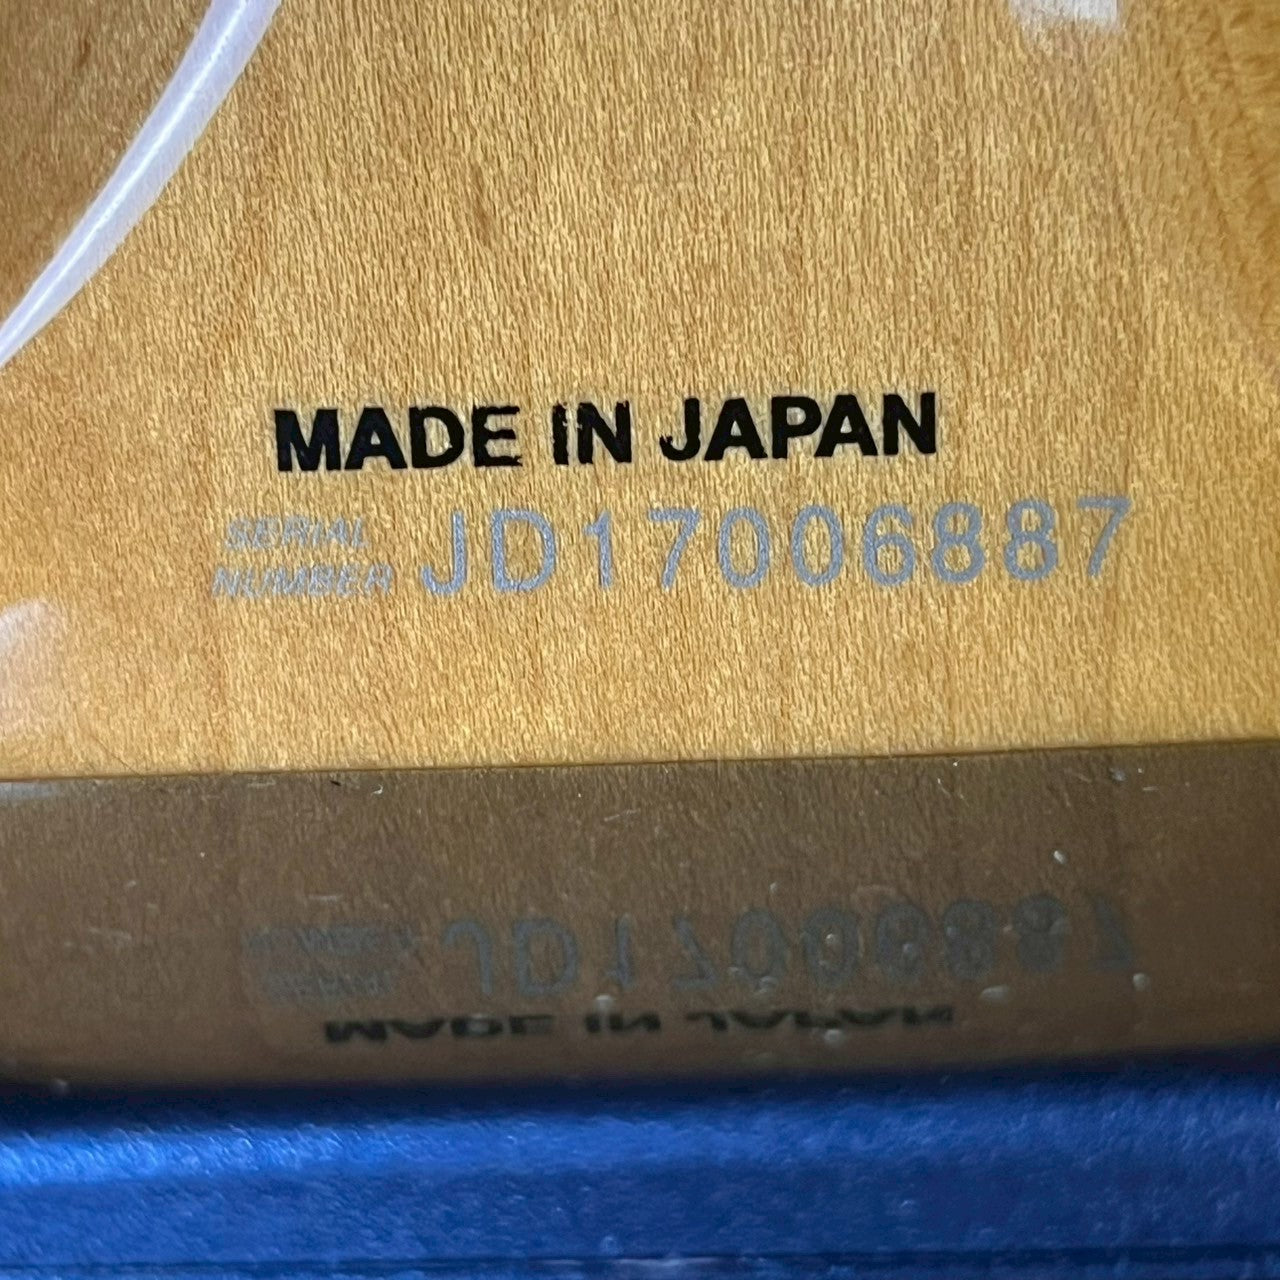 MADE IN JAPAN
SERIAL
NUMBER JD17006887